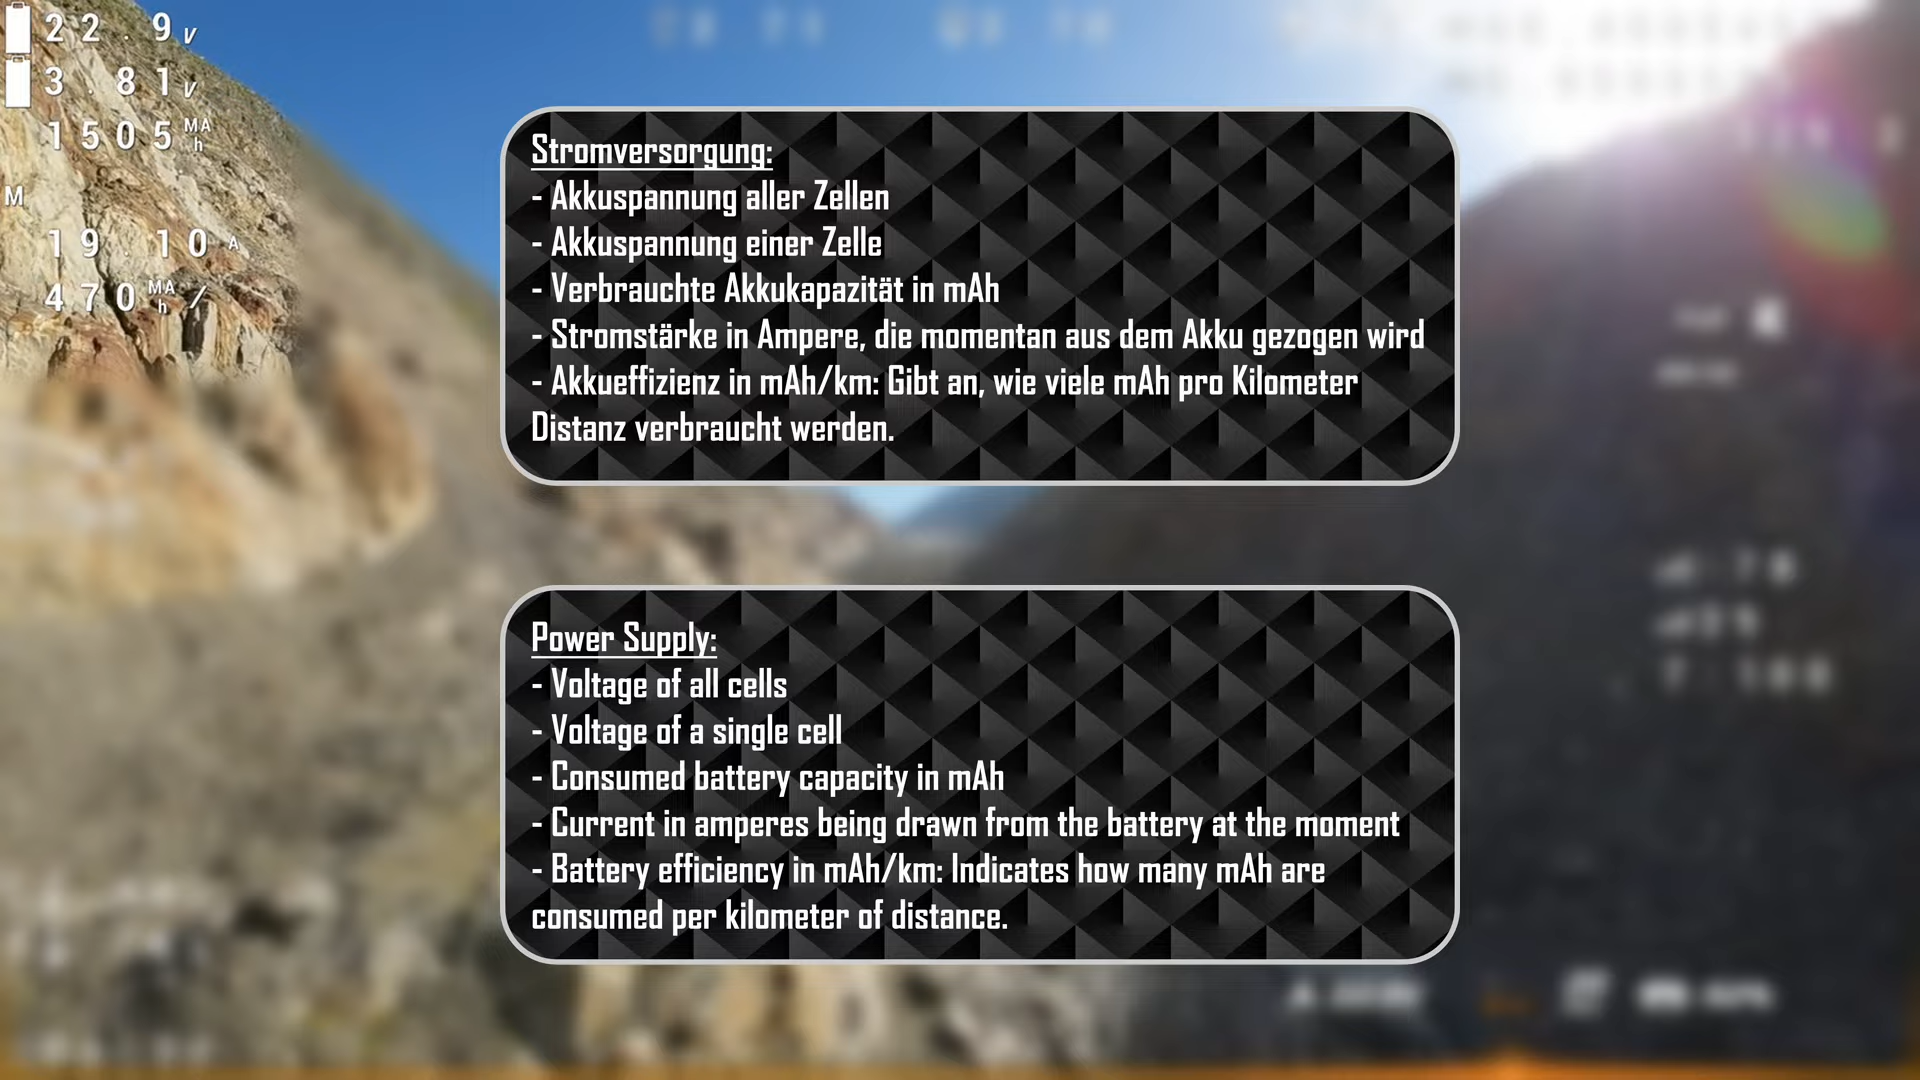 22.9V
3.81V
1505 MAh
M
19.10 A
470 MAh /
Stromversorgung:
- Akkuspannung aller Zellen
- Akkuspannung einer Zelle
- Verbrauchte Akkukapazität in mAh
- Stromstärke in Ampere, die momentan aus dem Akku gezogen wird
- Akkueffizienz in mAh/km: Gibt an, wie viele mAh pro Kilometer
Distanz verbraucht werden.
Power Supply:
- Voltage of all cells
- Voltage of a single cell
- Consumed battery capacity in mAh
- Current in amperes being drawn from the battery at the moment
- Battery efficiency in mAh/km: Indicates how many mAh are
consumed per kilometer of distance.